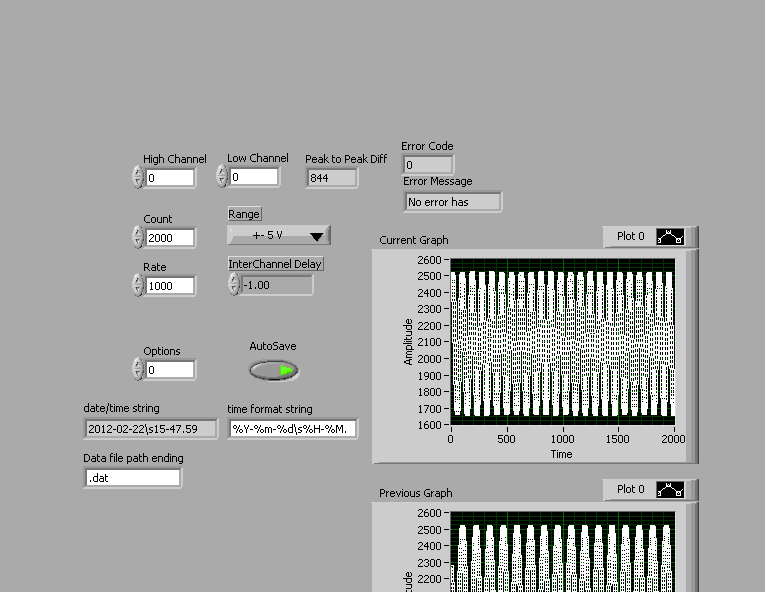 High Channel
0
Low Channel
0
Peak to Peak Diff
844
Error Code
0
Error Message
No error has
Count
2000
Range
+- 5 V
Rate
1000
InterChannel Delay
-1.00
Options
0
AutoSave
date/time string
2012-02-22\s15-47.59
time format string
%Y-%m-%d\s%H-%M.
Data file path ending
.dat
Current Graph
Plot 0
Amplitude
2600
2500
2400
2300
2200
2100
2000
1900
1800
1700
1600
0 500 1000 1500 2000
Time
Previous Graph
Plot 0
2600
2500
2400
2300
2200